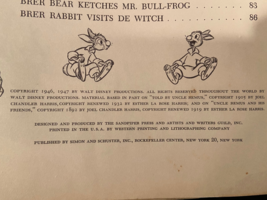 BRER BEAR KETCHES MR. BULL-FROG 83
BRER RABBIT VISITS DE WITCH 86
COPYRIGHT 1946, 1947 BY WALT DISNEY PRODUCTIONS. ALL RIGHTS RESERVED THROUGHOUT THE WORLD BY
WALT DISNEY PRODUCTIONS. MATERIAL BASED IN PART ON "TOLD BY UNCLE REMUS," COPYRIGHT 1905 BY JOEL
CHANDLER HARRIS, COPYRIGHT RENEWED 1932 BY ESTHER LA ROSE HARRIS; AND ON "UNCLE REMUS AND HIS
FRIENDS," COPYRIGHT 1892 BY JOEL CHANDLER HARRIS, COPYRIGHT RENEWED 1919 BY ESTHER LA ROSE HARRIS.
DESIGNED AND PRODUCED BY THE SANDPIPER PRESS AND ARTISTS AND WRITERS GUILD, INC.
PRINTED IN THE U.S.A. BY WESTERN PRINTING AND LITHOGRAPHING COMPANY
PUBLISHED BY SIMON AND SCHUSTER, INC., ROCKEFELLER CENTER, NEW YORK 20, NEW YORK